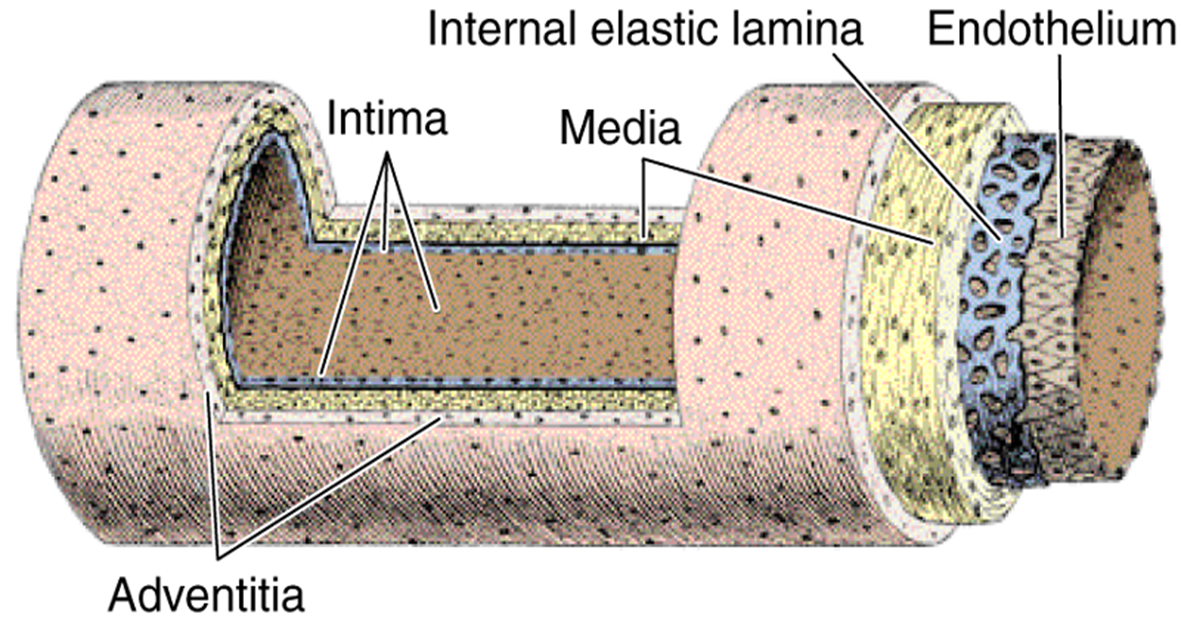 Internal elastic lamina
Endothelium
Intima
Media
Adventitia